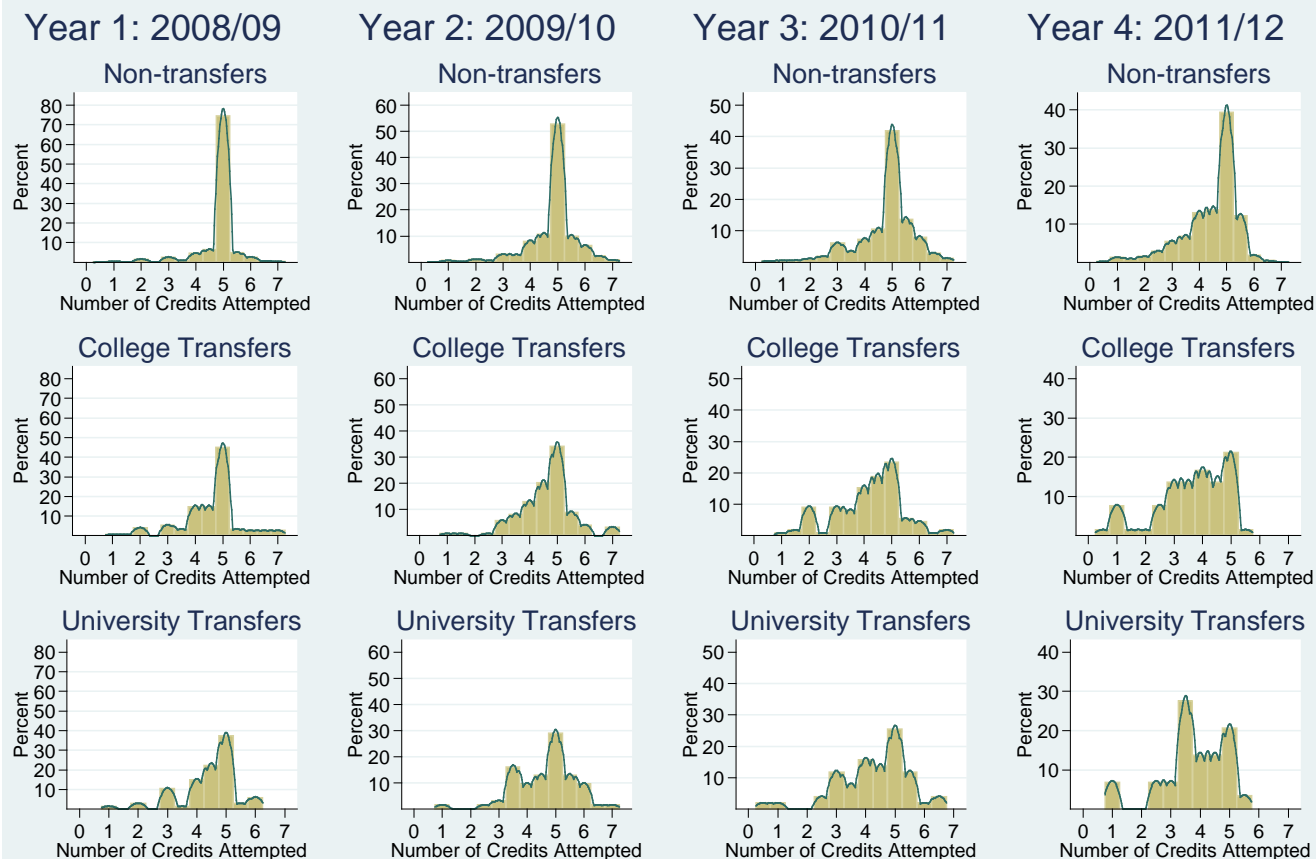 Year 1: 2008/09 Year 2: 2009/10 Year 3: 2010/11 Year 4: 2011/12
Non-transfers Non-transfers Non-transfers Non-transfers
Percent
80
70
60
50
40
30
20
10
0 1 2 3 4 5 6 7
Number of Credits Attempted
Percent
60
50
40
30
20
10
0 1 2 3 4 5 6 7
Number of Credits Attempted
Percent
50
40
30
20
10
0 1 2 3 4 5 6 7
Number of Credits Attempted
Percent
40
30
20
10
0 1 2 3 4 5 6 7
Number of Credits Attempted
College Transfers College Transfers College Transfers College Transfers
Percent
80
70
60
50
40
30
20
10
0 1 2 3 4 5 6 7
Number of Credits Attempted
Percent
60
50
40
30
20
10
0 1 2 3 4 5 6 7
Number of Credits Attempted
Percent
50
40
30
20
10
0 1 2 3 4 5 6 7
Number of Credits Attempted
Percent
40
30
20
10
0 1 2 3 4 5 6 7
Number of Credits Attempted
University Transfers University Transfers University Transfers University Transfers
Percent
80
70
60
50
40
30
20
10
0 1 2 3 4 5 6 7
Number of Credits Attempted
Percent
60
50
40
30
20
10
0 1 2 3 4 5 6 7
Number of Credits Attempted
Percent
50
40
30
20
10
0 1 2 3 4 5 6 7
Number of Credits Attempted
Percent
40
30
20
10
0 1 2 3 4 5 6 7
Number of Credits Attempted